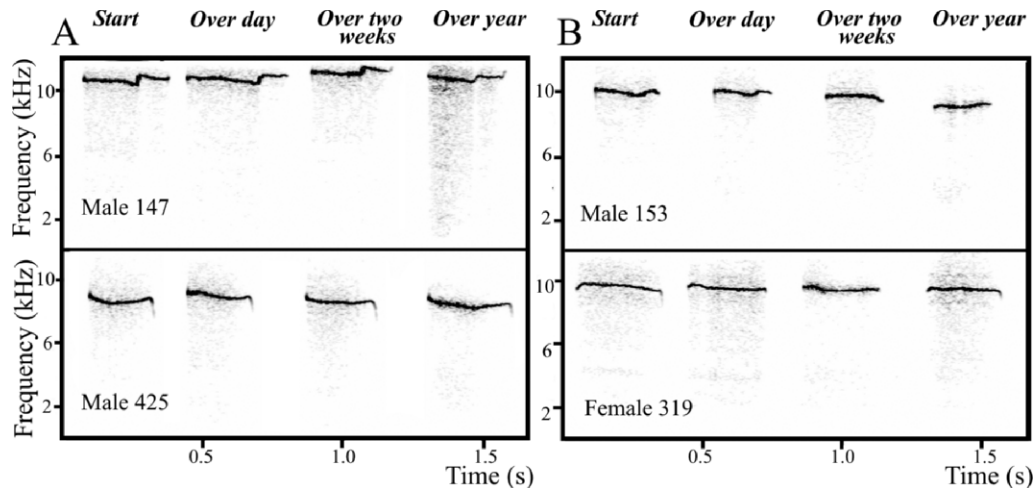 A
Start
Over day
Over two
weeks
Over year
B
Start
Over day
Over two
weeks
Over year
Frequency (kHz)
10
6
2
Male 147
10
6
2
Male 153
Frequency (kHz)
10
6
2
Male 425
10
6
2
Female 319
0.5
1.0
1.5
Time (s)
0.5
1.0
1.5
Time (s)